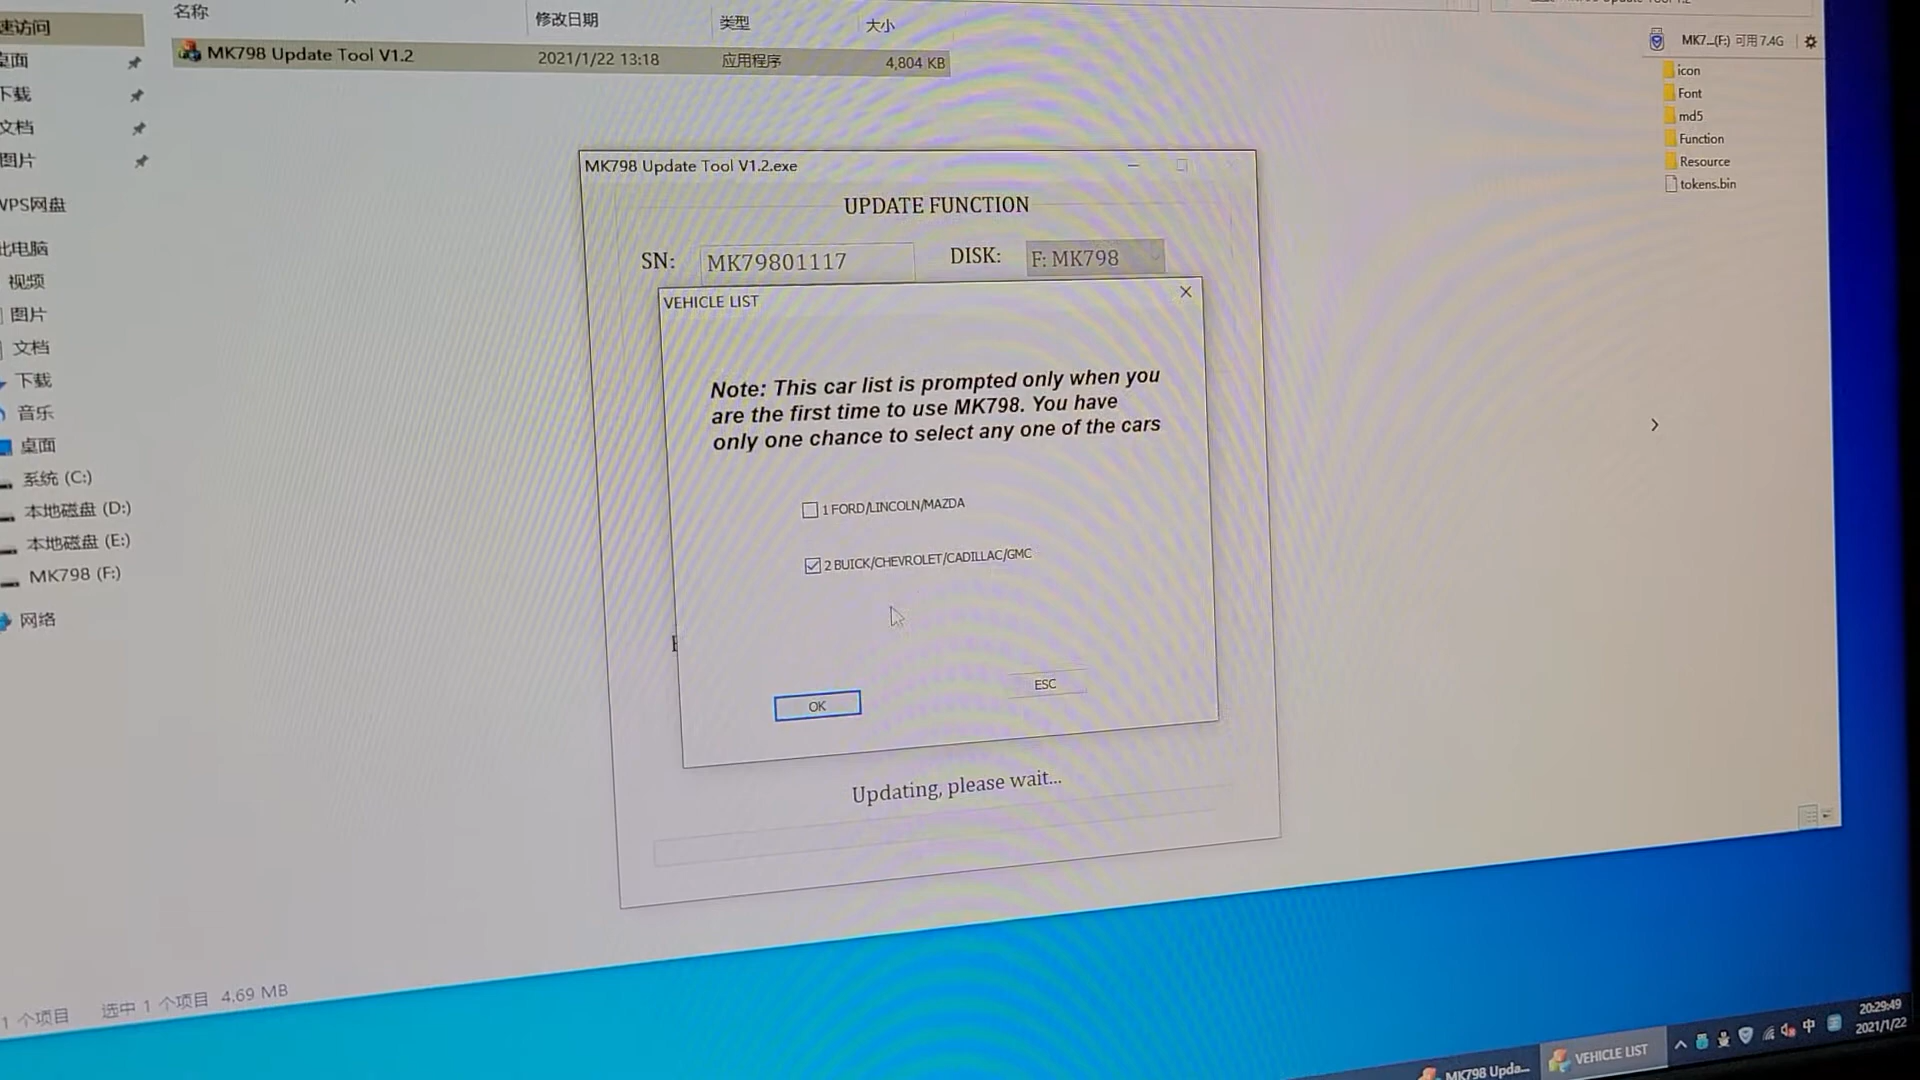 名称
修改日期
类型
大小
速访问
MK798 Update Tool V1.2
2021/1/22 13:18
应用程序
4,804 KB
桌面
下载
文档
图片
WPS网盘
此电脑
视频
图片
文档
下载
音乐
桌面
系统 (C:)
本地磁盘 (D:)
本地磁盘 (E:)
MK798 (F:)
网络
1 个项目
选中 1 个项目 4.69 MB
MK798 Update Tool V1.2.exe
UPDATE FUNCTION
SN:
MK79801117
DISK:
F: MK798
VEHICLE LIST
Note: This car list is prompted only when you
are the first time to use MK798. You have
only one chance to select any one of the cars
1 FORD/LINCOLN/MAZDA
2 BUICK/CHEVROLET/CADILLAC/GMC
OK
ESC
Updating, please wait...
MK7...(F:) 可用 7.4G
icon
Font
md5
Function
Resource
tokens.bin
MK798 Upda...
VEHICLE LIST
中
20:29:49
2021/1/22